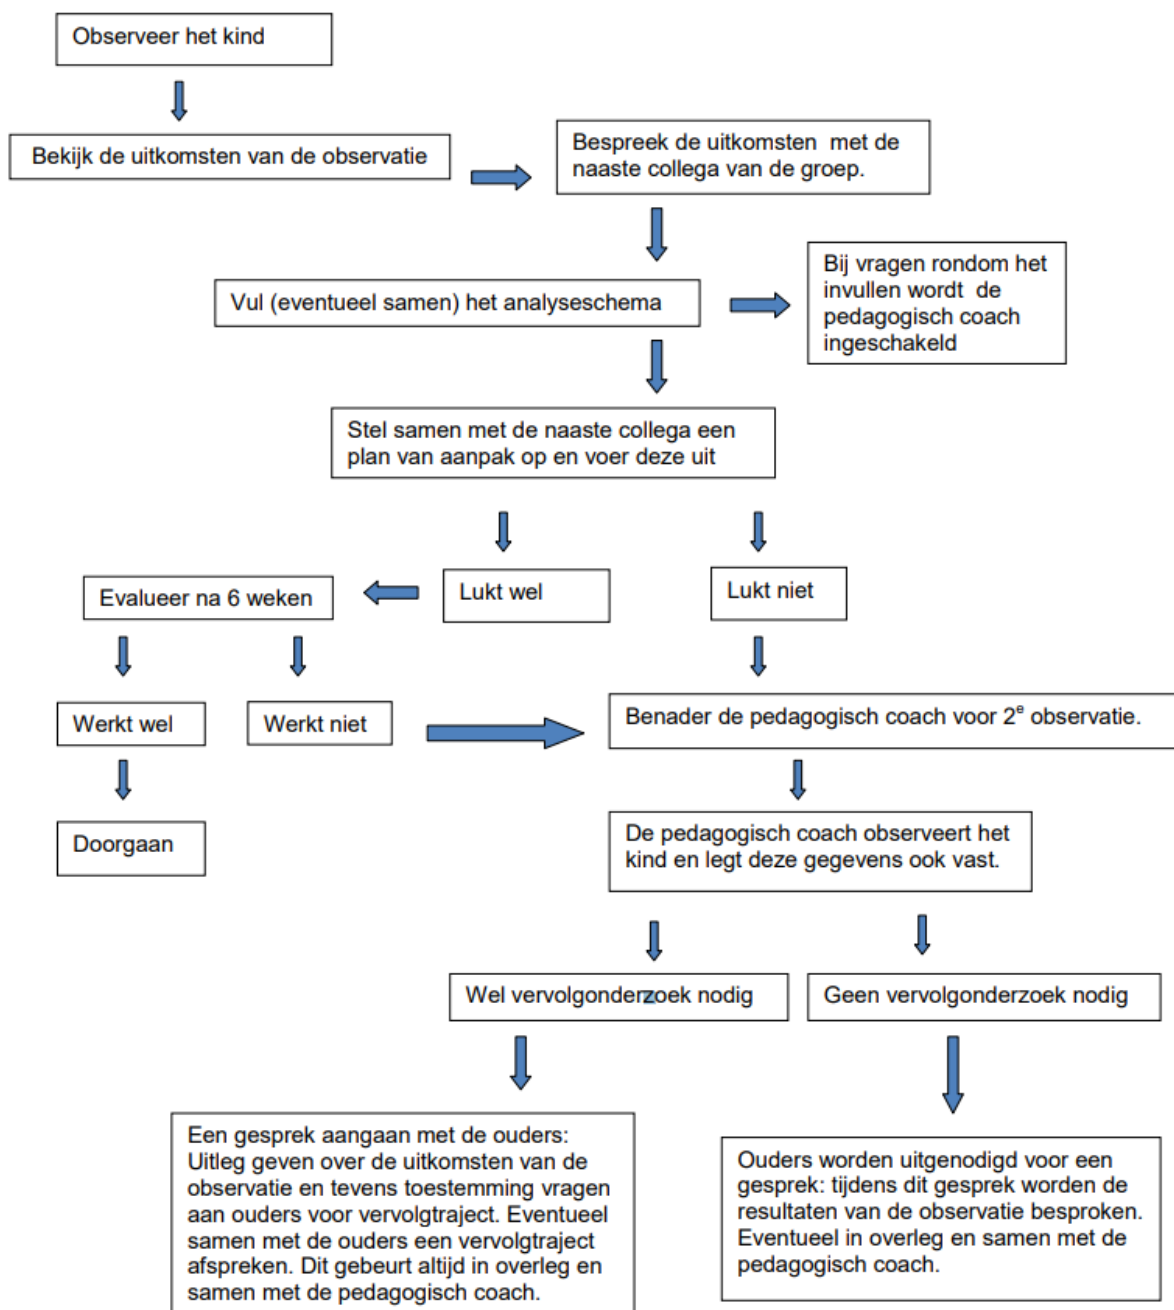 Observeer het kind
Bekijk de uitkomsten van de observatie
Bespreek de uitkomsten met de
naaste collega van de groep.
Vul (eventueel samen) het analyseschema
Bij vragen rondom het
invullen wordt de
pedagogisch coach
ingeschakeld
Stel samen met de naaste collega een
plan van aanpak op en voer deze uit
Evalueer na 6 weken
Lukt wel
Lukt niet
Werkt wel
Werkt niet
Benader de pedagogisch coach voor 2e observatie.
Doorgaan
De pedagogisch coach observeert het
kind en legt deze gegevens ook vast.
Wel vervolgonderzoek nodig
Geen vervolgonderzoek nodig
Een gesprek aangaan met de ouders:
Uitleg geven over de uitkomsten van de
observatie en tevens toestemming vragen
aan ouders voor vervolgtraject. Eventueel
samen met de ouders een vervolgtraject
afspreken. Dit gebeurt altijd in overleg en
samen met de pedagogisch coach.
Ouders worden uitgenodigd voor een
gesprek: tijdens dit gesprek worden de
resultaten van de observatie besproken.
Eventueel in overleg en samen met de
pedagogisch coach.